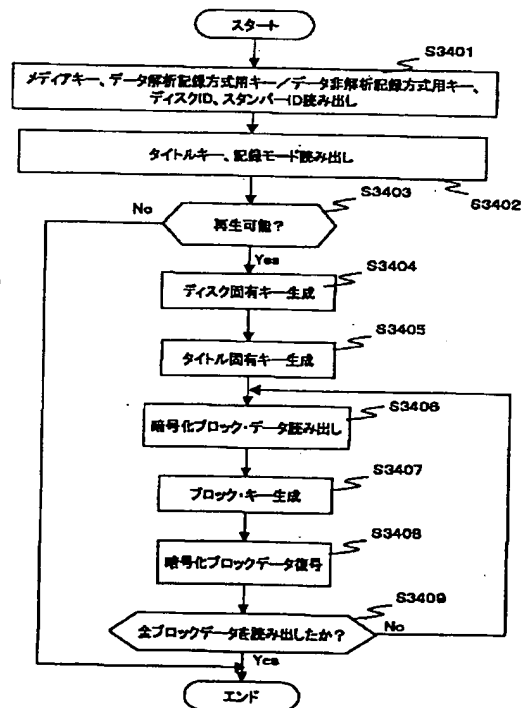 スタート
S3401
メディアキー、データ解析記録方式用キー／データ非解析記録方式用キー、
ディスクID、スタンパーID読み出し
タイトルキー、記録モード読み出し
S3402
S3403
再生可能？
No
Yes
S3404
ディスク固有キー生成
S3405
タイトル固有キー生成
S3406
暗号化ブロック・データ読み出し
S3407
ブロック・キー生成
S3408
暗号化ブロックデータ復号
S3409
全ブロックデータを読み出したか？
No
Yes
エンド